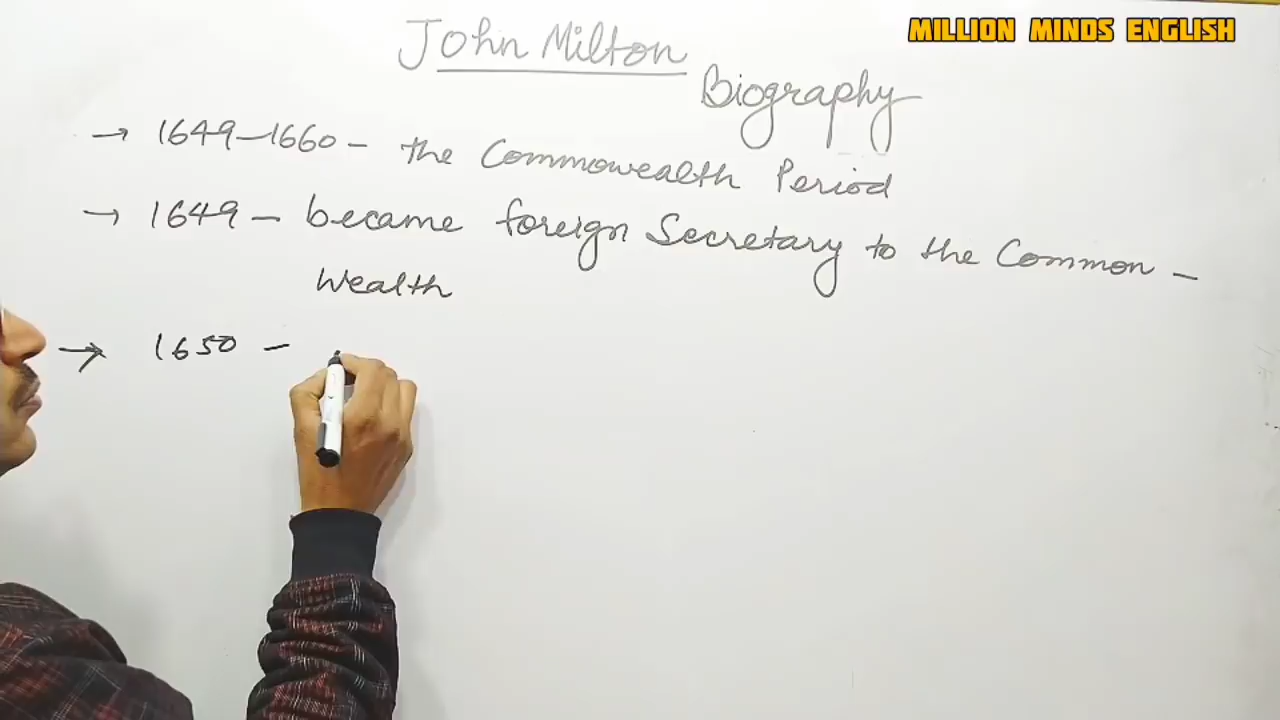 MILLION MINDS ENGLISH
John Milton
Biography
→ 1649-1660 - the Commowealth Period
→ 1649 - became foreign Secretary to the Common -
Wealth
→ 1650 -